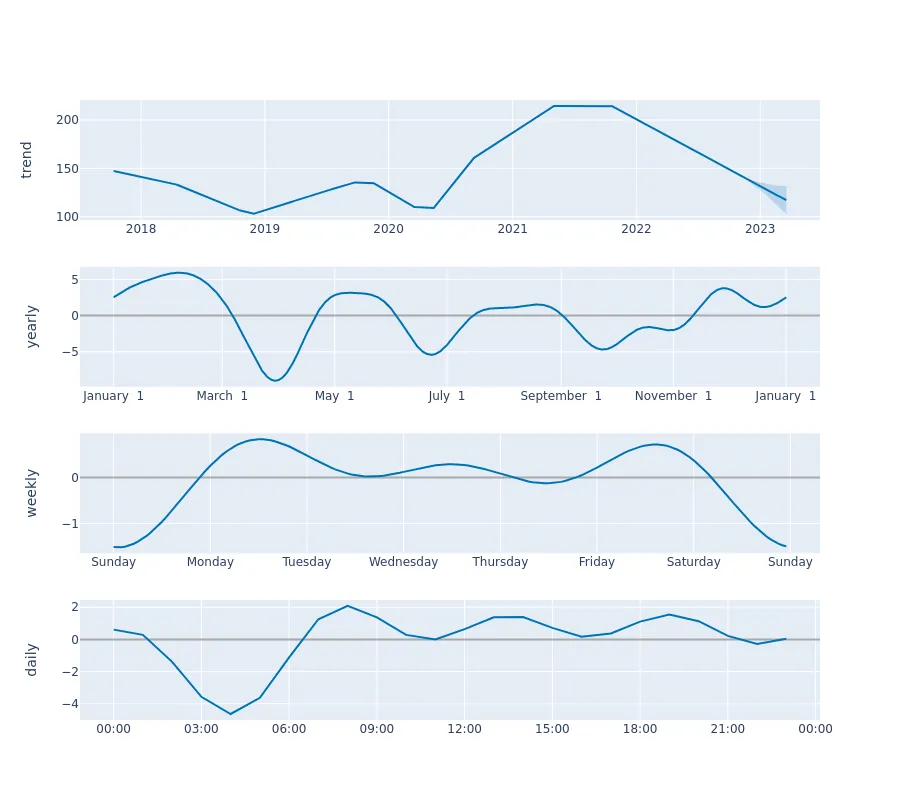 trend
200
150
100
2018 2019 2020 2021 2022 2023
yearly
5
0
−5
January 1 March 1 May 1 July 1 September 1 November 1 January 1
weekly
0
−1
Sunday Monday Tuesday Wednesday Thursday Friday Saturday Sunday
daily
2
0
−2
−4
00:00 03:00 06:00 09:00 12:00 15:00 18:00 21:00 00:00